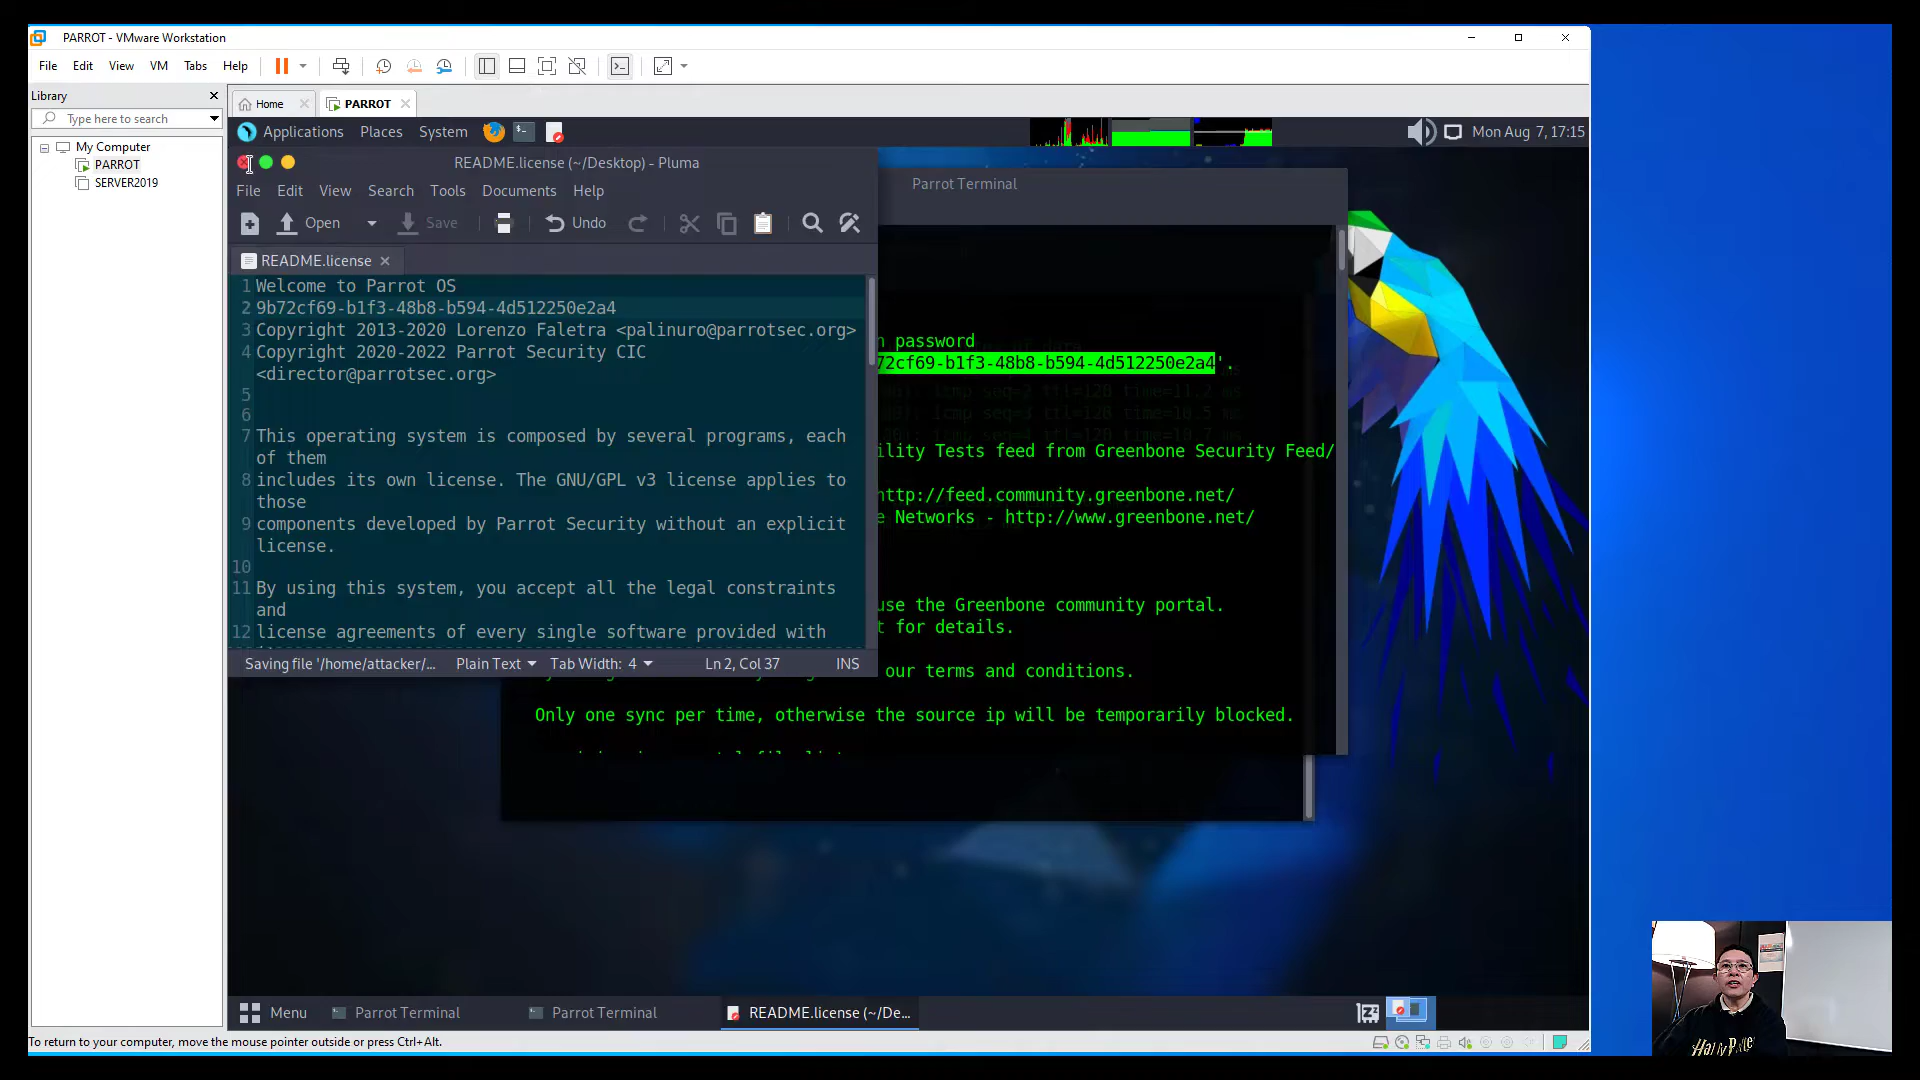 PARROT - VMware Workstation
File Edit View VM Tabs Help
Library
Type here to search
My Computer
PARROT
SERVER2019
Home
PARROT
Applications Places System
Mon Aug 7, 17:15
README.license (~/Desktop) - Pluma
File Edit View Search Tools Documents Help
Open Save Undo
README.license
1 Welcome to Parrot OS
2 9b72cf69-b1f3-48b8-b594-4d512250e2a4
3 Copyright 2013-2020 Lorenzo Faletra <palinuro@parrotsec.org>
4 Copyright 2020-2022 Parrot Security CIC
<director@parrotsec.org>
5
6
7 This operating system is composed by several programs, each
of them
8 includes its own license. The GNU/GPL v3 license applies to
those
9 components developed by Parrot Security without an explicit
license.
10
11 By using this system, you accept all the legal constraints
and
12 license agreements of every single software provided with
Saving file '/home/attacker/... Plain Text Tab Width: 4 Ln 2, Col 37 INS
Parrot Terminal
n password
72cf69-b1f3-48b8-b594-4d512250e2a4'.
ility Tests feed from Greenbone Security Feed/
http://feed.community.greenbone.net/
e Networks - http://www.greenbone.net/
use the Greenbone community portal.
t for details.
our terms and conditions.
Only one sync per time, otherwise the source ip will be temporarily blocked.
Menu
Parrot Terminal
Parrot Terminal
README.license (~/De...
To return to your computer, move the mouse pointer outside or press Ctrl+Alt.